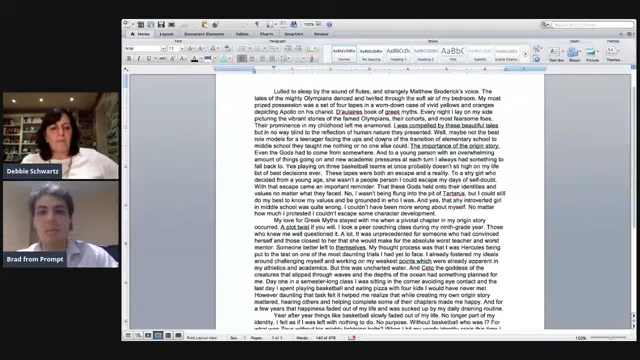 Home Layout Document Elements Charts SmartArt Review
Font Paragraph Styles
Lulled to sleep by the sound of flutes, and strangely Matthew Broderick's voice. The
tales of the mighty Olympians danced and twirled through the soft air of my bedroom. My most
prized possession was a set of four tapes in a worn-down case of vivid yellows and oranges
depicting Apollo on his chariot. D'aulaires book of greek myths. Every night I lay on my side
picturing the vibrant stories of the famed Olympians, their cohorts, and most fearsome foes.
Their prominence in my childhood left me enamored. I was compelled by these beautiful tales
but in no way blind to the reflection of human nature they presented. Well, maybe not the best
role models for a teenager facing the ups and downs of the transition of elementary school to
middle school they taught me nothing or no one else could. The importance of the origin story.
Even the Gods had to come from somewhere. And to a young person with an overwhelming
amount of things going on and new academic pressures at each turn I always had something to
fall back to. Yes playing on three basketball teams at once probably doesn't sit high on my life
list of best decisions ever. These tapes were both an escape and a reality. To a shy girl who
decided from a young age, she wasn't a people person I could escape my days of self-doubt.
With that escape came an important reminder. That these Gods held onto their identities and
values no matter what they faced. No, I wasn't being flung into the pit of Tartarus, but I could still
do my best to know my values and be grounded in who I was. And yes, that shy introverted girl
in middle school was quite wrong. I couldn't have been more wrong about myself. No matter
how much I protested I couldn't escape some character development.
My love for Greek Myths stayed with me when a pivotal chapter in my origin story
occurred. A plot twist if you will. I took a peer coaching class during my ninth-grade year. Those
who knew me well questioned it. A lot. It was unprecedented for someone who had convinced
herself and those closest to her that she would make for the absolute worst teacher and worst
mentor. Someone better left to themselves. My thought process was that I was Hercules being
put to the test on one of the most daunting trials I had yet to face. I already fostered my ideals
around challenging myself and working on my weakest points which were already apparent in
my athletics and academics. But this was uncharted water. And Ceto the goddess of the
creatures that slipped through waves and the depths of the ocean had something planned for
me. Day one in a semester-long class I was sitting in the corner avoiding eye contact and the
last day I spent playing basketball and eating pizza with four kids I would have never met.
However daunting that task felt it helped me realize that while creating my own origin story
mattered, hearing others and helping complete some of their chapters made me happy. And for
a few years that happiness faded out of my life and was sucked up by my daily draining routine.
Year after year things like basketball slowly faded out of my life. No longer part of my
identity. I felt as if I was left with nothing to do. No purpose. Without basketball who was I? For
Debbie Schwartz
Brad from Prompt